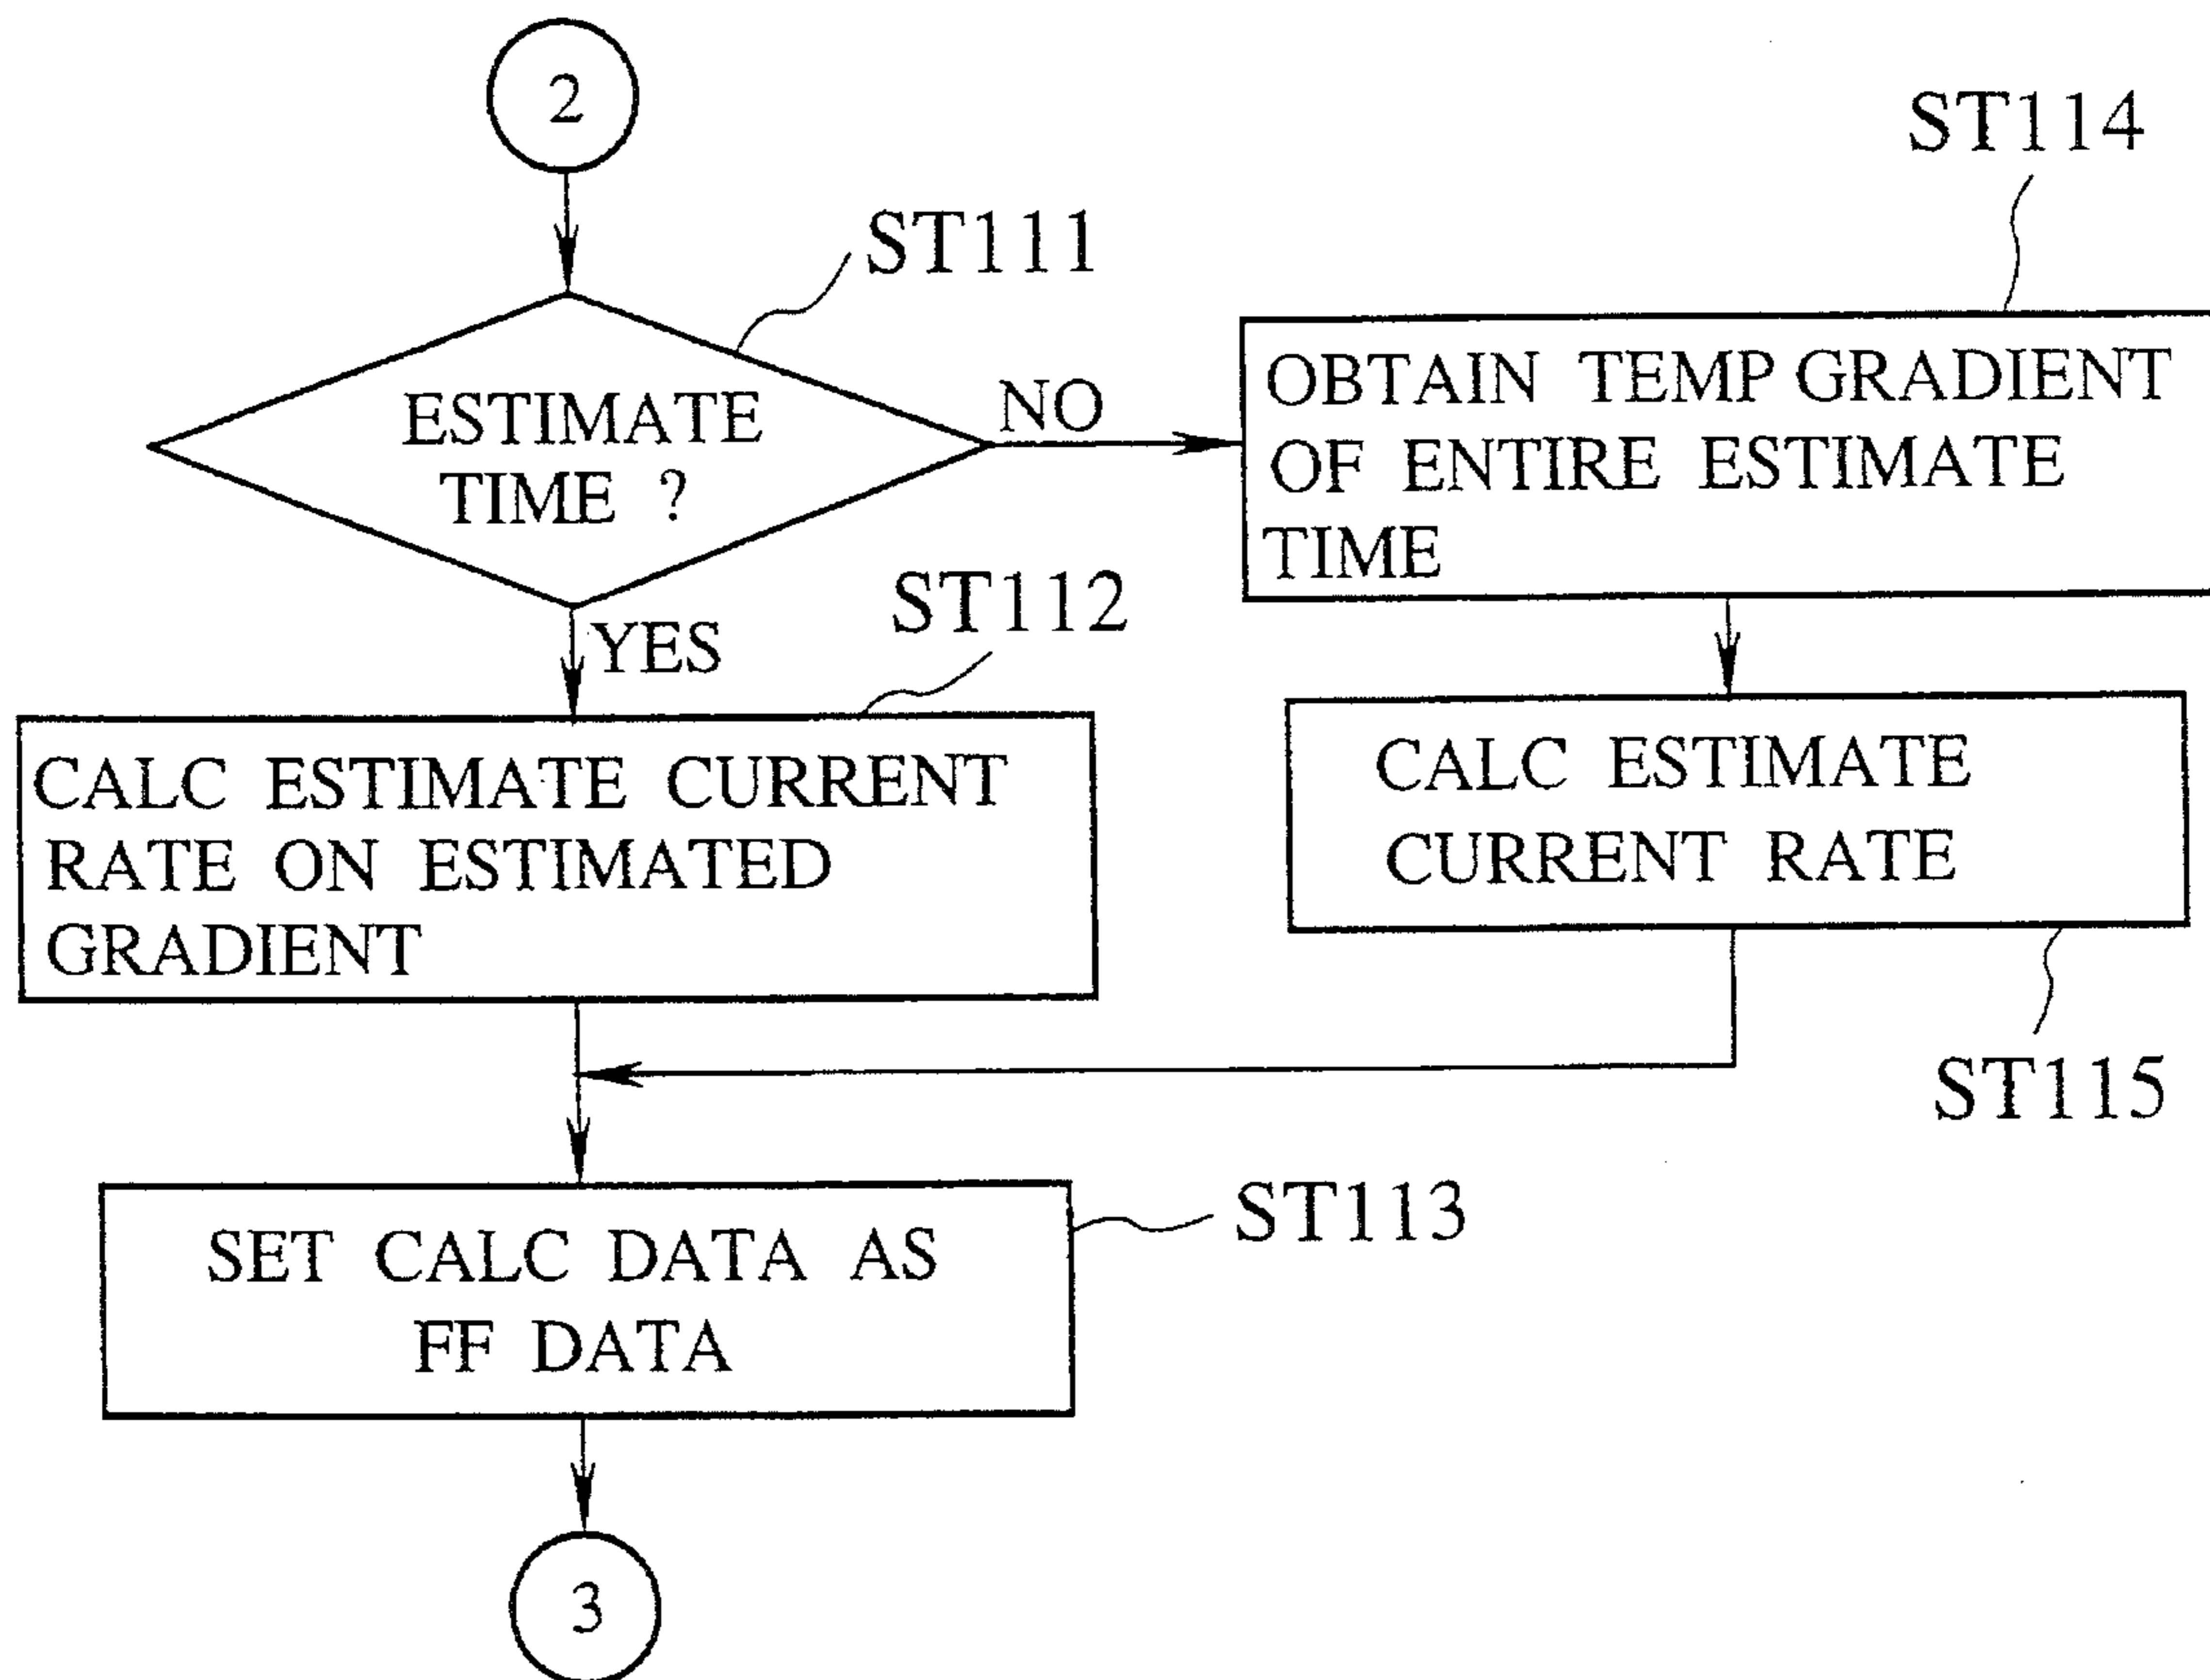 2
ST111
ESTIMATE
TIME ?
NO
ST114
OBTAIN TEMP GRADIENT
OF ENTIRE ESTIMATE
TIME
YES
ST112
CALC ESTIMATE CURRENT
RATE ON ESTIMATED
GRADIENT
CALC ESTIMATE
CURRENT RATE
ST115
SET CALC DATA AS
FF DATA
ST113
3